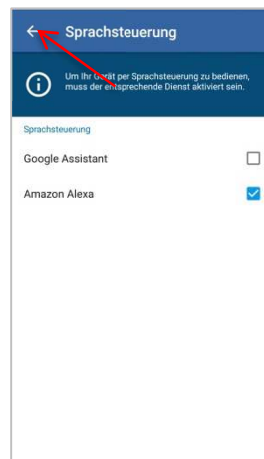 Sprachsteuerung
Um Ihr Gerät per Sprachsteuerung zu bedienen,
muss der entsprechende Dienst aktiviert sein.
Sprachsteuerung
Google Assistant
Amazon Alexa